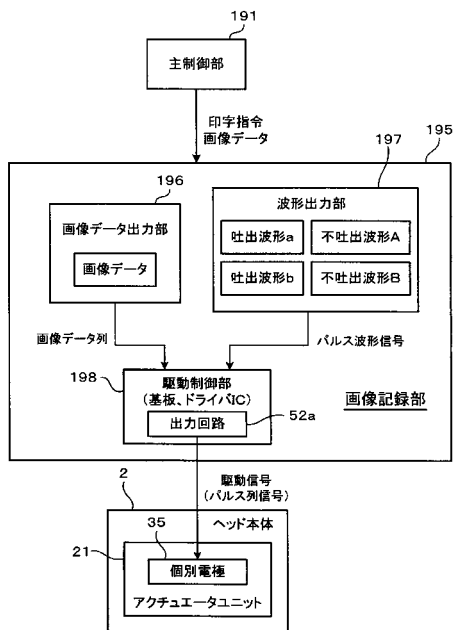 191
主制御部
印字指令
画像データ
195
197
196
波形出力部
画像データ出力部
画像データ
吐出波形a
不吐出波形A
吐出波形b
不吐出波形B
画像データ列
パルス波形信号
198
駆動制御部
(基板、ドライバIC)
出力回路
52a
画像記録部
2
駆動信号
(パルス列信号)
ヘッド本体
35
21
個別電極
アクチュエータユニット